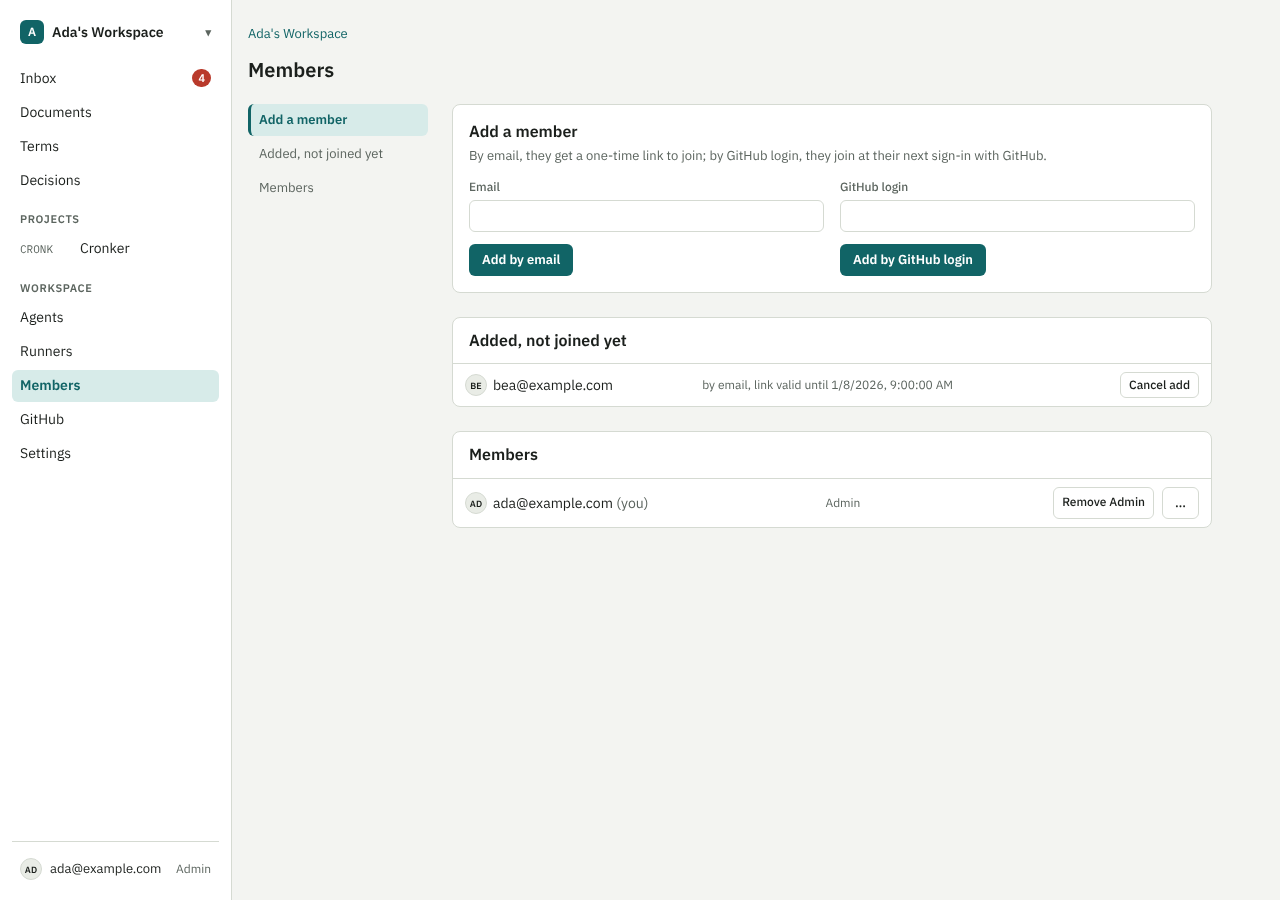 A Ada's Workspace ▾
Inbox 4
Documents
Terms
Decisions
PROJECTS
CRONK Cronker
WORKSPACE
Agents
Runners
Members
GitHub
Settings
AD ada@example.com Admin
Ada's Workspace
Members
Add a member
Added, not joined yet
Members
Add a member
By email, they get a one-time link to join; by GitHub login, they join at their next sign-in with GitHub.
Email GitHub login
Add by email Add by GitHub login
Added, not joined yet
BE bea@example.com by email, link valid until 1/8/2026, 9:00:00 AM Cancel add
Members
AD ada@example.com (you) Admin Remove Admin ...